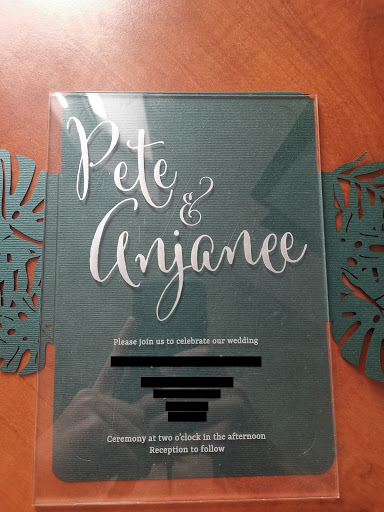 Pete
&
Anjanee
Please join us to celebrate our wedding
Ceremony at two o'clock in the afternoon
Reception to follow